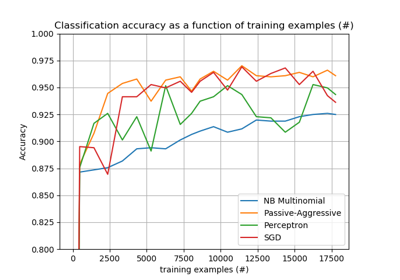 Classification accuracy as a function of training examples (#)
1.000
0.975
0.950
0.925
0.900
0.875
0.850
0.825
0.800
Accuracy
NB Multinomial
Passive-Aggressive
Perceptron
SGD
0 2500 5000 7500 10000 12500 15000 17500
training examples (#)